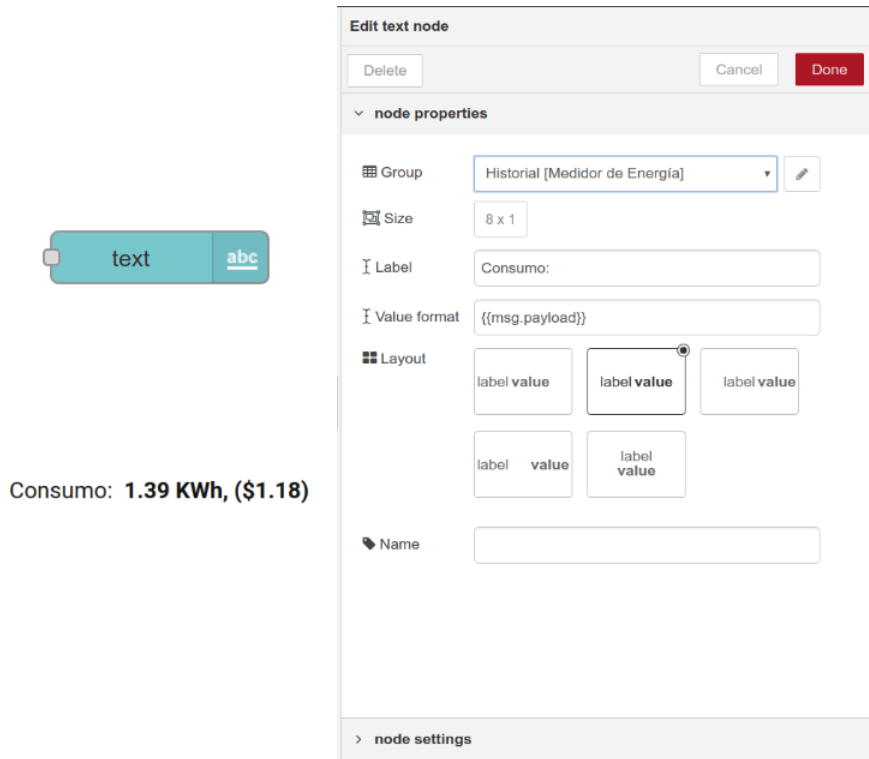 Edit text node
Delete
Cancel
Done
node properties
Group
Historial [Medidor de Energía]
Size
8 x 1
text
abc
Label
Consumo:
Value format
{{msg.payload}}
Layout
label value
label value
label value
label value
label
value
Consumo: 1.39 KWh, ($1.18)
Name
node settings